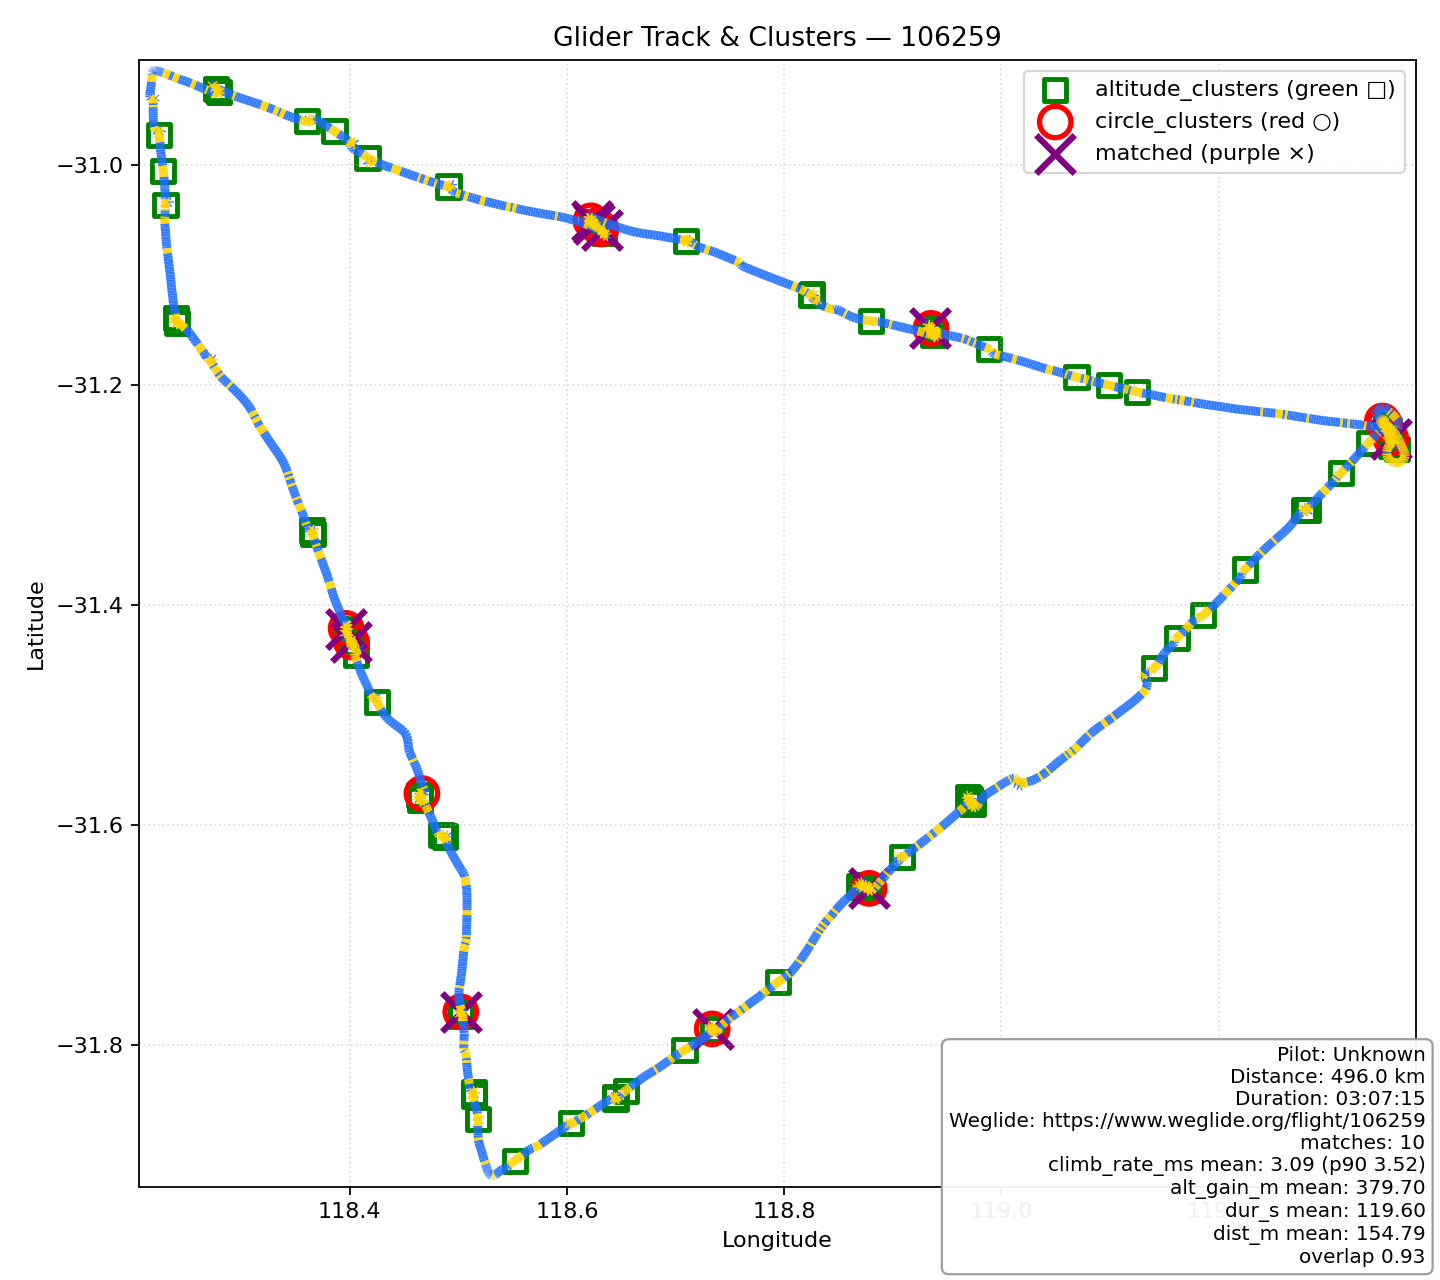 Glider Track & Clusters — 106259
altitude_clusters (green □)
circle_clusters (red ○)
matched (purple ×)
Latitude
−31.0
−31.2
−31.4
−31.6
−31.8
118.4
118.6
118.8
119.0
Longitude
Pilot: Unknown
Distance: 496.0 km
Duration: 03:07:15
Weglide: https://www.weglide.org/flight/106259
matches: 10
climb_rate_ms mean: 3.09 (p90 3.52)
alt_gain_m mean: 379.70
dur_s mean: 119.60
dist_m mean: 154.79
overlap 0.93